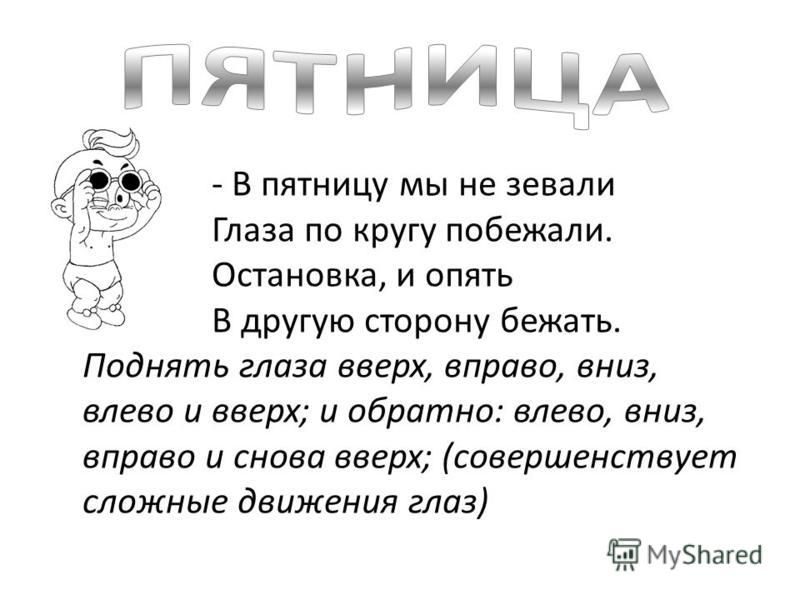 ПЯТНИЦА
- В пятницу мы не зевали
Глаза по кругу побежали.
Остановка, и опять
В другую сторону бежать.
Поднять глаза вверх, вправо, вниз,
влево и вверх; и обратно: влево, вниз,
вправо и снова вверх; (совершенствует
сложные движения глаз)
MyShared